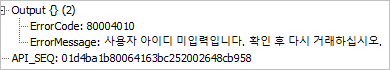 Output {} (2)
ErrorCode: 80004010
ErrorMessage: 사용자 아이디 미입력입니다. 확인 후 다시 거래하십시오.
API_SEQ: 01d4ba1b80064163bc252002648cb958